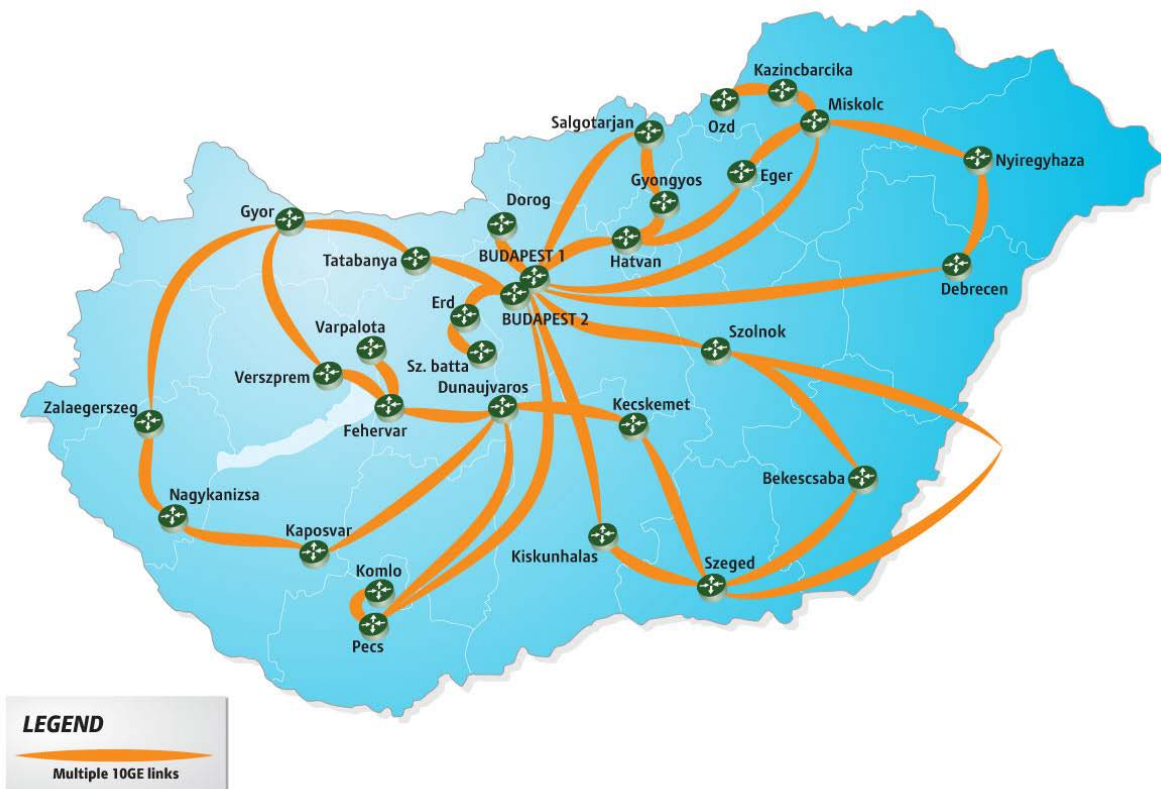 Kazincbarcika
Miskolc
Ozd
Salgotarjan
Nyiregyhaza
Eger
Gyongyos
Dorog
Gyor
BUDAPEST 1
Hatvan
Tatabanya
Debrecen
Erd
BUDAPEST 2
Varpalota
Szolnok
Sz. batta
Verszprem
Dunaujvaros
Kecskemet
Zalaegerszeg
Fehervar
Bekescsaba
Nagykanizsa
Kaposvar
Kiskunhalas
Szeged
Komlo
Pecs
LEGEND
Multiple 10GE links